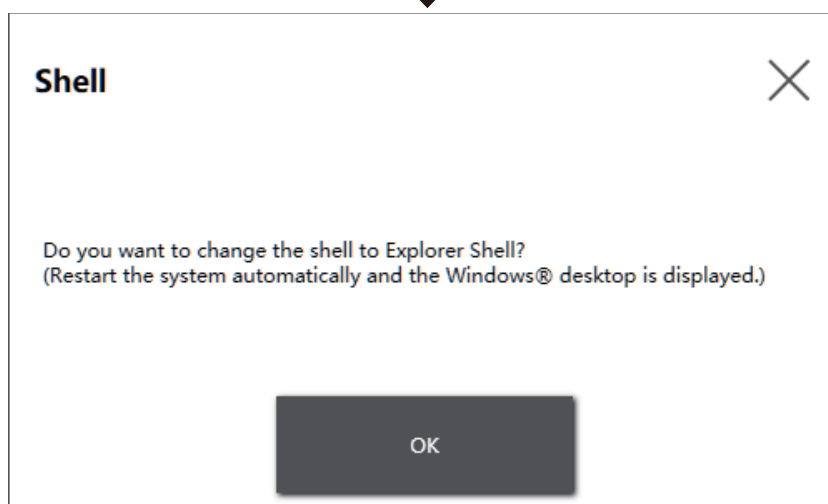 Shell
Do you want to change the shell to Explorer Shell?
(Restart the system automatically and the Windows® desktop is displayed.)
OK